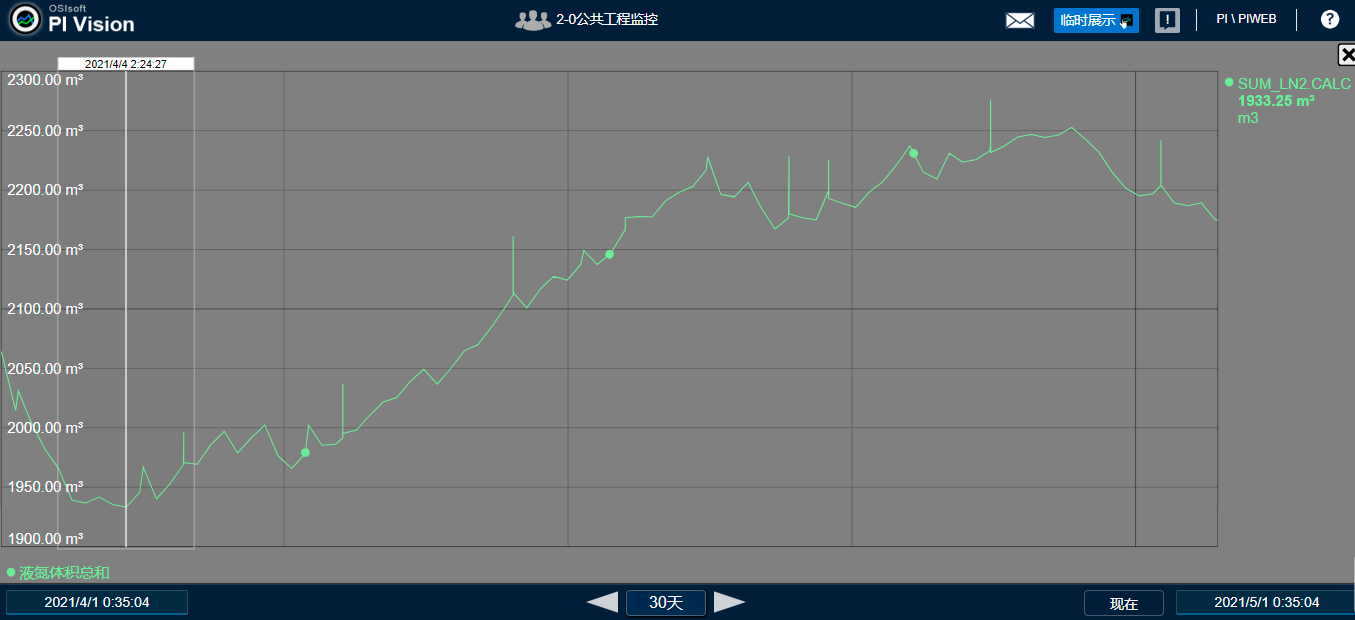 OSIsoft
PI Vision
2-0公共工程监控
临时展示
PI \ PIWEB
?
2021/4/4 2:24:27
2300.00 m³
2250.00 m³
2200.00 m³
2150.00 m³
2100.00 m³
2050.00 m³
2000.00 m³
1950.00 m³
1900.00 m³
SUM_LN2.CALC
1933.25 m³
m3
液氮体积总和
2021/4/1 0:35:04
30天
现在
2021/5/1 0:35:04